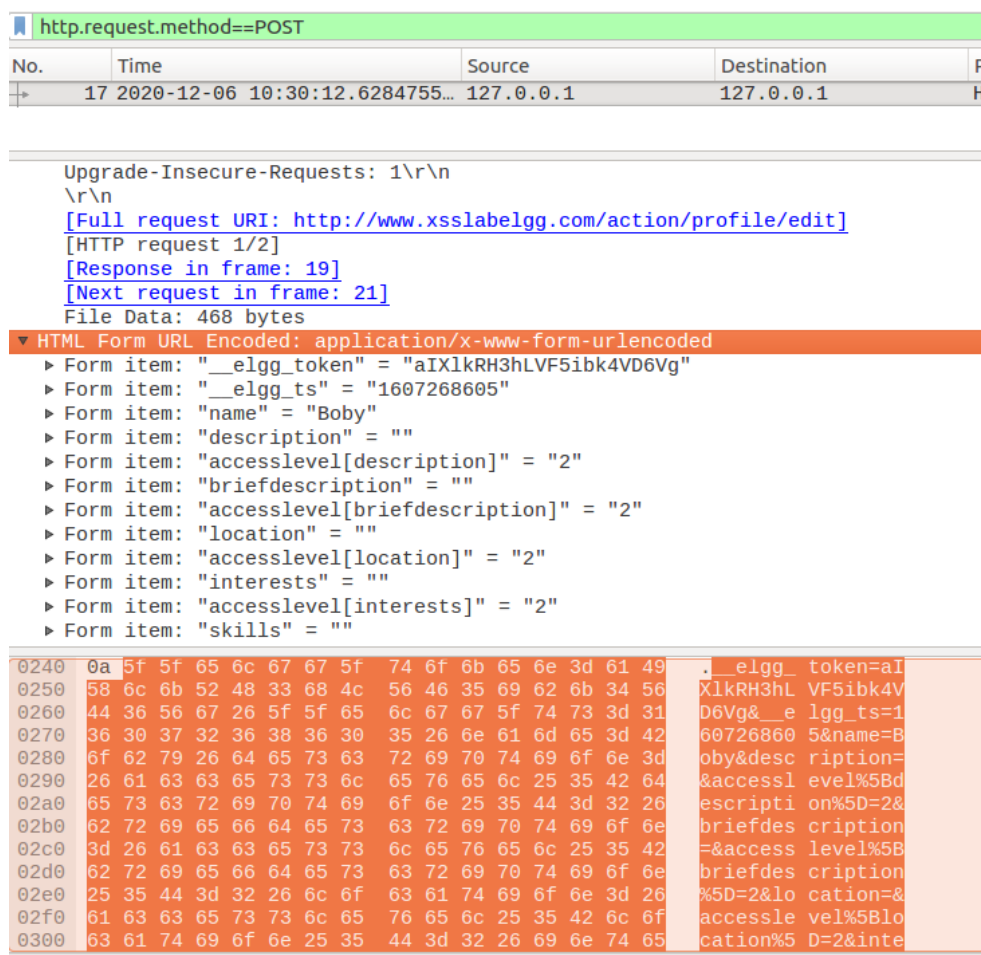 http.request.method==POST
No. Time Source Destination
17 2020-12-06 10:30:12.6284755… 127.0.0.1 127.0.0.1
Upgrade-Insecure-Requests: 1\r\n
\r\n
[Full request URI: http://www.xsslabelgg.com/action/profile/edit]
[HTTP request 1/2]
[Response in frame: 19]
[Next request in frame: 21]
File Data: 468 bytes
HTML Form URL Encoded: application/x-www-form-urlencoded
Form item: "__elgg_token" = "aIXlkRH3hLVF5ibk4VD6Vg"
Form item: "__elgg_ts" = "1607268605"
Form item: "name" = "Boby"
Form item: "description" = ""
Form item: "accesslevel[description]" = "2"
Form item: "briefdescription" = ""
Form item: "accesslevel[briefdescription]" = "2"
Form item: "location" = ""
Form item: "accesslevel[location]" = "2"
Form item: "interests" = ""
Form item: "accesslevel[interests]" = "2"
Form item: "skills" = ""
0240 0a 5f 5f 65 6c 67 67 5f 74 6f 6b 65 6e 3d 61 49 .__elgg_ token=aI
0250 58 6c 6b 52 48 33 68 4c 56 46 35 69 62 6b 34 56 XlkRH3hL VF5ibk4V
0260 44 36 56 67 26 5f 5f 65 6c 67 67 5f 74 73 3d 31 D6Vg&__e lgg_ts=1
0270 36 30 37 32 36 38 36 30 35 26 6e 61 6d 65 3d 42 60726860 5&name=B
0280 6f 62 79 26 64 65 73 63 72 69 70 74 69 6f 6e 3d oby&desc ription=
0290 26 61 63 63 65 73 73 6c 65 76 65 6c 25 35 42 64 &accessl evel%5Bd
02a0 65 73 63 72 69 70 74 69 6f 6e 25 35 44 3d 32 26 escripti on%5D=2&
02b0 62 72 69 65 66 64 65 73 63 72 69 70 74 69 6f 6e briefdes cription
02c0 3d 26 61 63 63 65 73 73 6c 65 76 65 6c 25 35 42 =&access level%5B
02d0 62 72 69 65 66 64 65 73 63 72 69 70 74 69 6f 6e briefdes cription
02e0 25 35 44 3d 32 26 6c 6f 63 61 74 69 6f 6e 3d 26 %5D=2&lo cation=&
02f0 61 63 63 65 73 73 6c 65 76 65 6c 25 35 42 6c 6f accessle vel%5Blo
0300 63 61 74 69 6f 6e 25 35 44 3d 32 26 69 6e 74 65 cation%5 D=2&inte